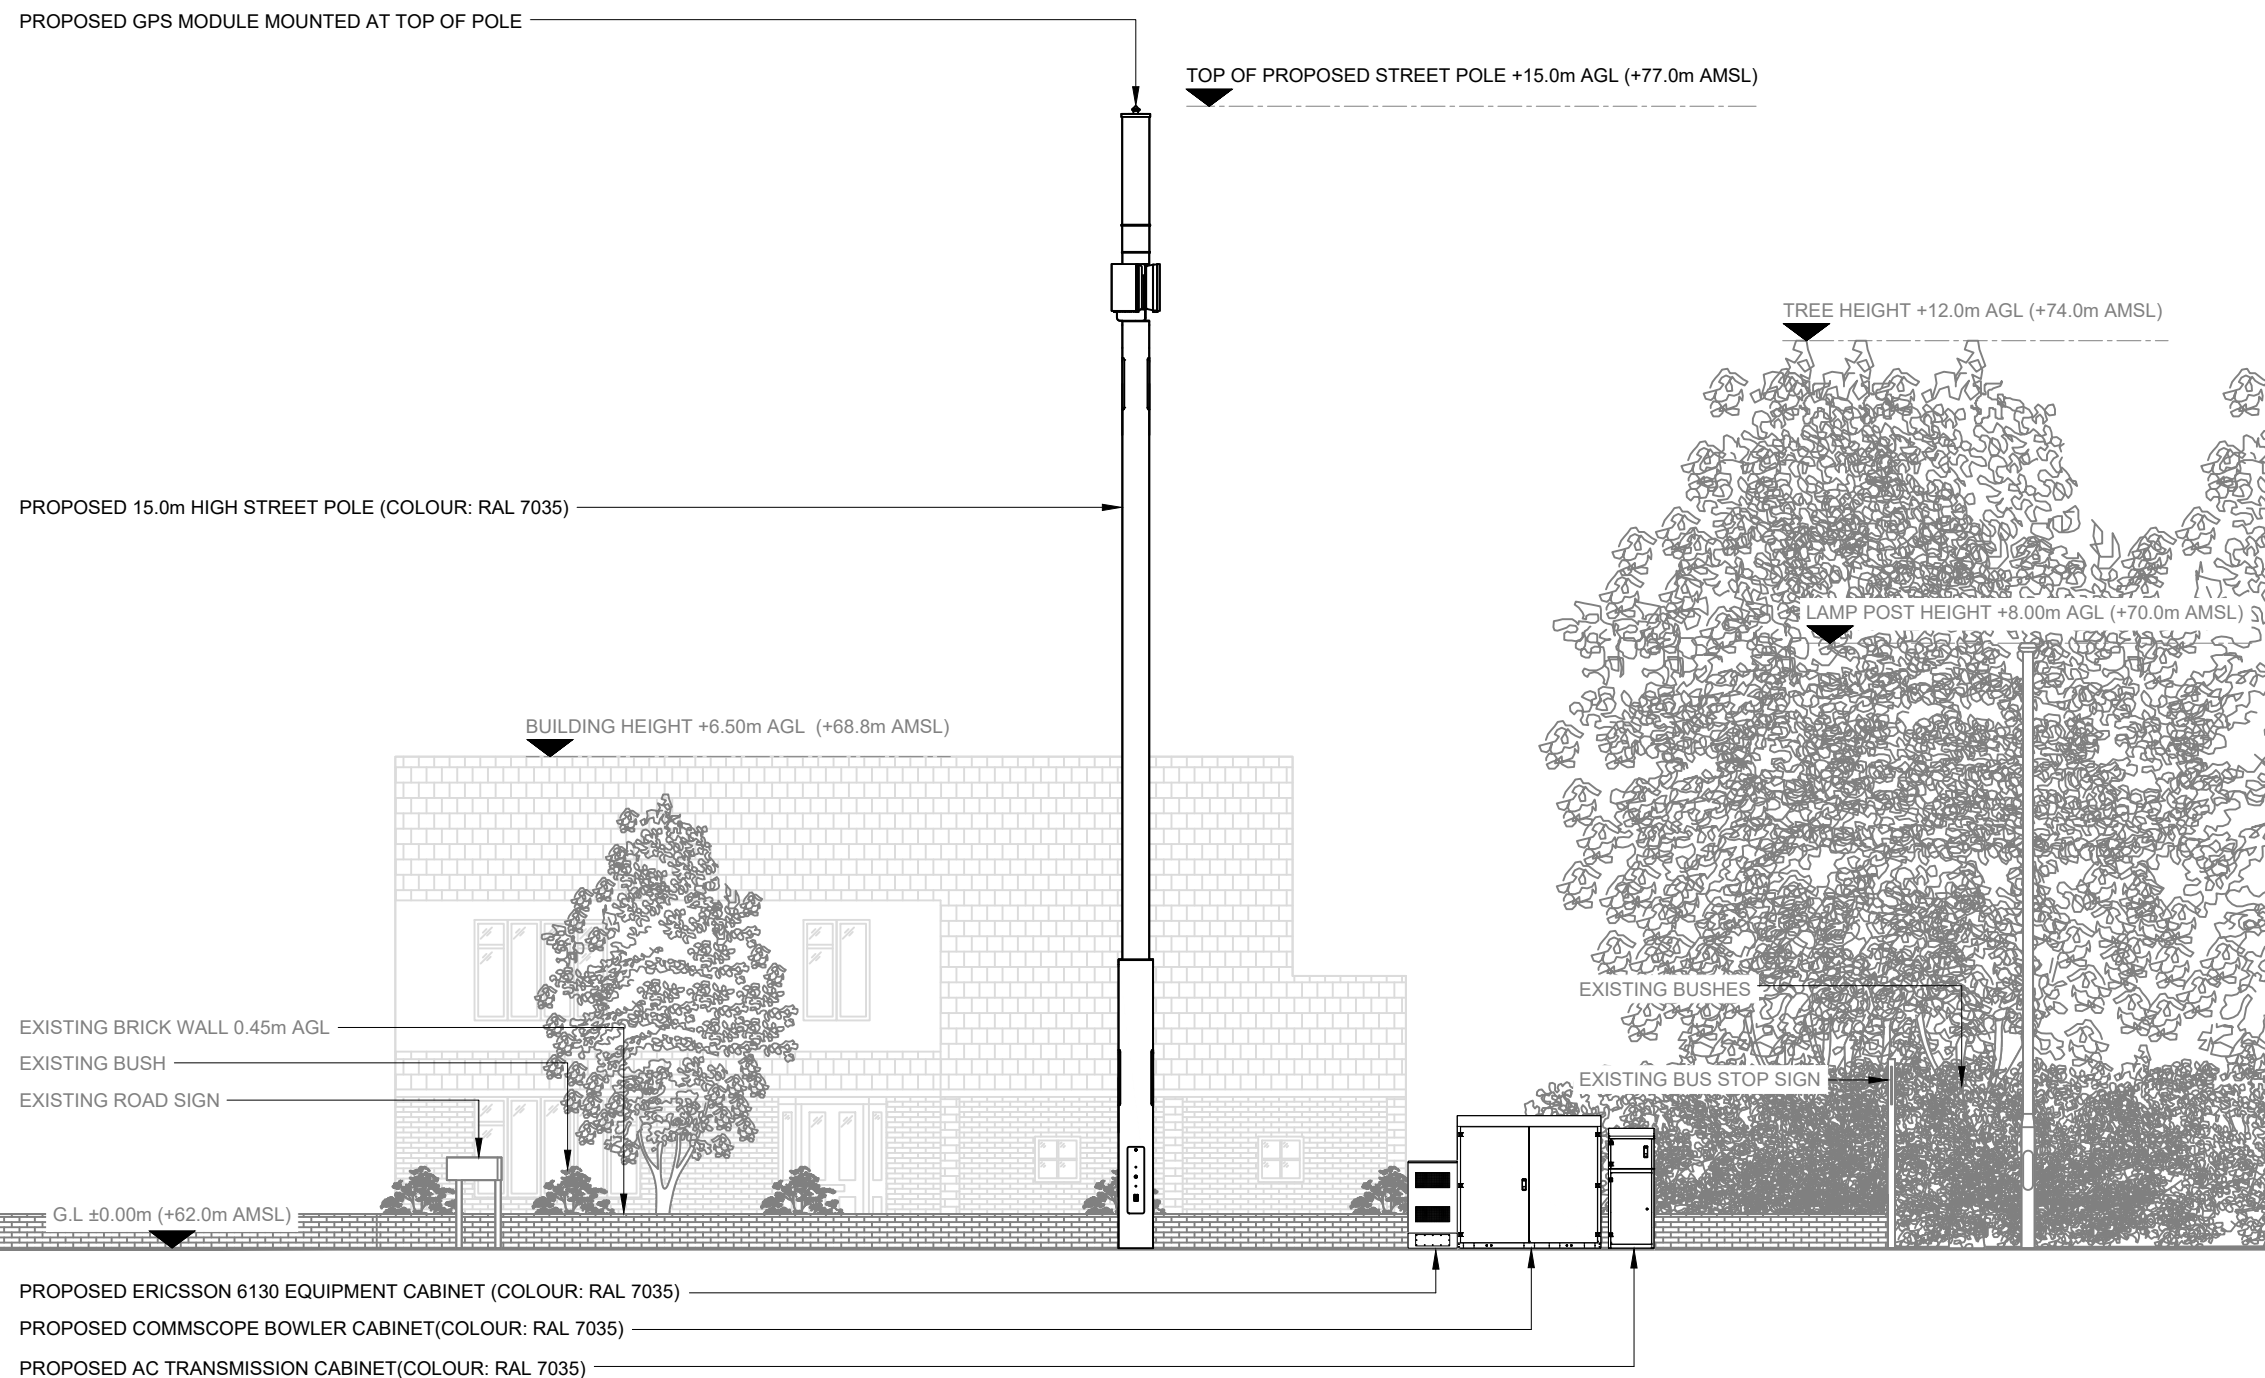 PROPOSED GPS MODULE MOUNTED AT TOP OF POLE
TOP OF PROPOSED STREET POLE +15.0m AGL (+77.0m AMSL)
TREE HEIGHT +12.0m AGL (+74.0m AMSL)
PROPOSED 15.0m HIGH STREET POLE (COLOUR: RAL 7035)
LAMP POST HEIGHT +8.00m AGL (+70.0m AMSL)
BUILDING HEIGHT +6.50m AGL (+68.8m AMSL)
EXISTING BUSHES
EXISTING BRICK WALL 0.45m AGL
EXISTING BUSH
EXISTING BUS STOP SIGN
EXISTING ROAD SIGN
G.L ±0.00m (+62.0m AMSL)
PROPOSED ERICSSON 6130 EQUIPMENT CABINET (COLOUR: RAL 7035)
PROPOSED COMMSCOPE BOWLER CABINET(COLOUR: RAL 7035)
PROPOSED AC TRANSMISSION CABINET(COLOUR: RAL 7035)